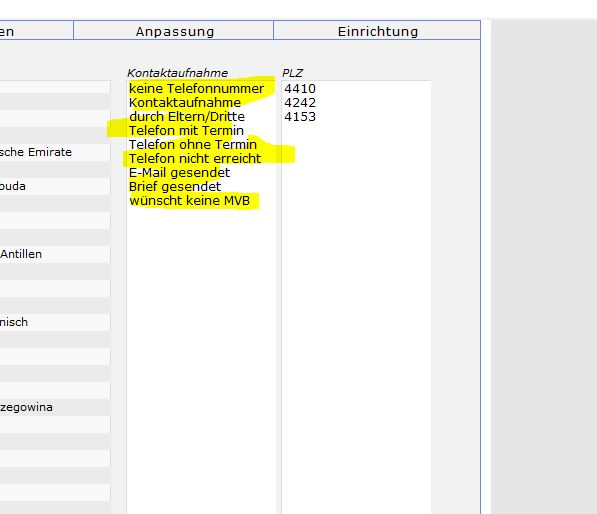 en Anpassung Einrichtung
Kontaktaufnahme PLZ
keine Telefonnummer 4410
Kontaktaufnahme 4242
durch Eltern/Dritte 4153
Telefon mit Termin
Telefon ohne Termin
sche Emirate
Telefon nicht erreicht
E-Mail gesendet
buda
Brief gesendet
wünscht keine MVB
Antillen
nisch
zegowina